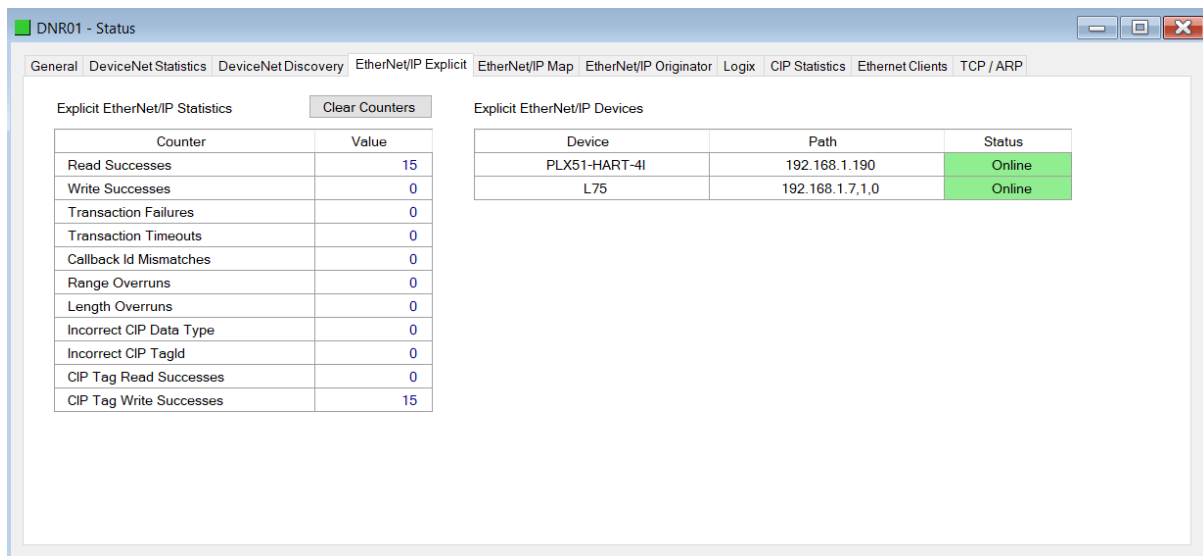 DNR01 - Status
General DeviceNet Statistics DeviceNet Discovery EtherNet/IP Explicit EtherNet/IP Map EtherNet/IP Originator Logix CIP Statistics Ethernet Clients TCP / ARP
Explicit EtherNet/IP Statistics Clear Counters
Counter Value
Read Successes 15
Write Successes 0
Transaction Failures 0
Transaction Timeouts 0
Callback Id Mismatches 0
Range Overruns 0
Length Overruns 0
Incorrect CIP Data Type 0
Incorrect CIP TagId 0
CIP Tag Read Successes 0
CIP Tag Write Successes 15
Explicit EtherNet/IP Devices
Device Path Status
PLX51-HART-4I 192.168.1.190 Online
L75 192.168.1.7,1,0 Online